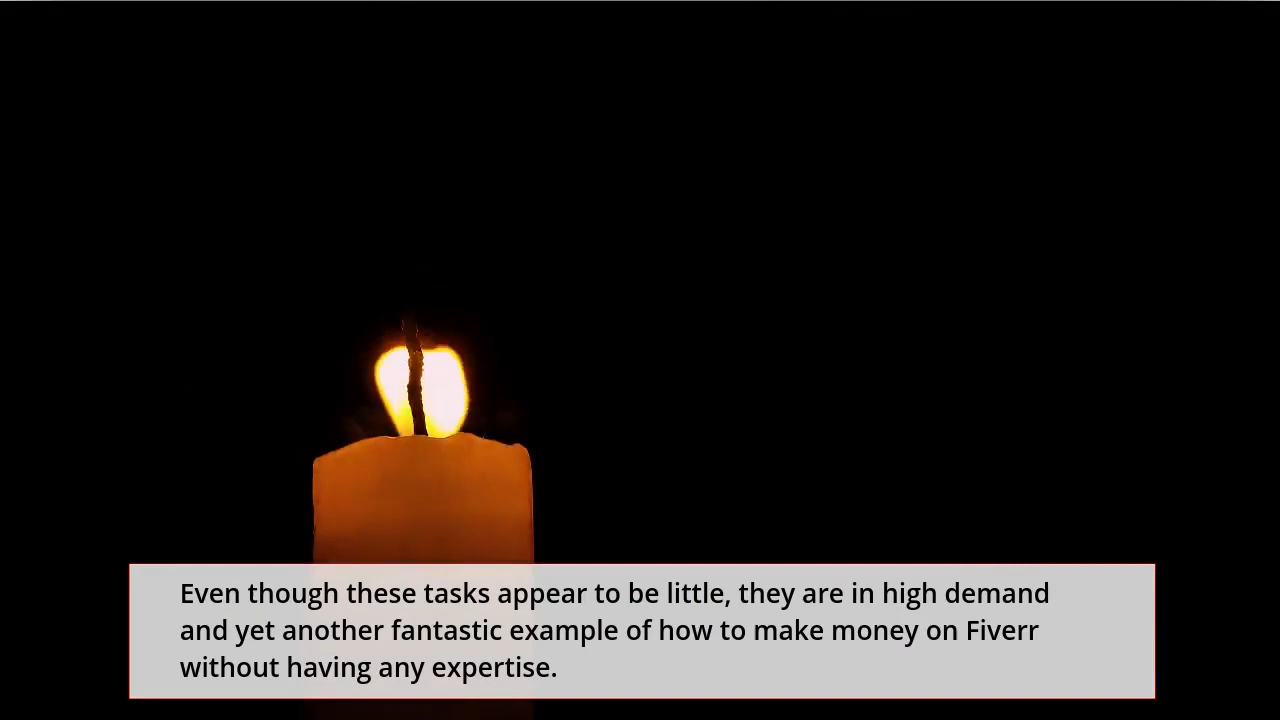 Even though these tasks appear to be little, they are in high demand
and yet another fantastic example of how to make money on Fiverr
without having any expertise.